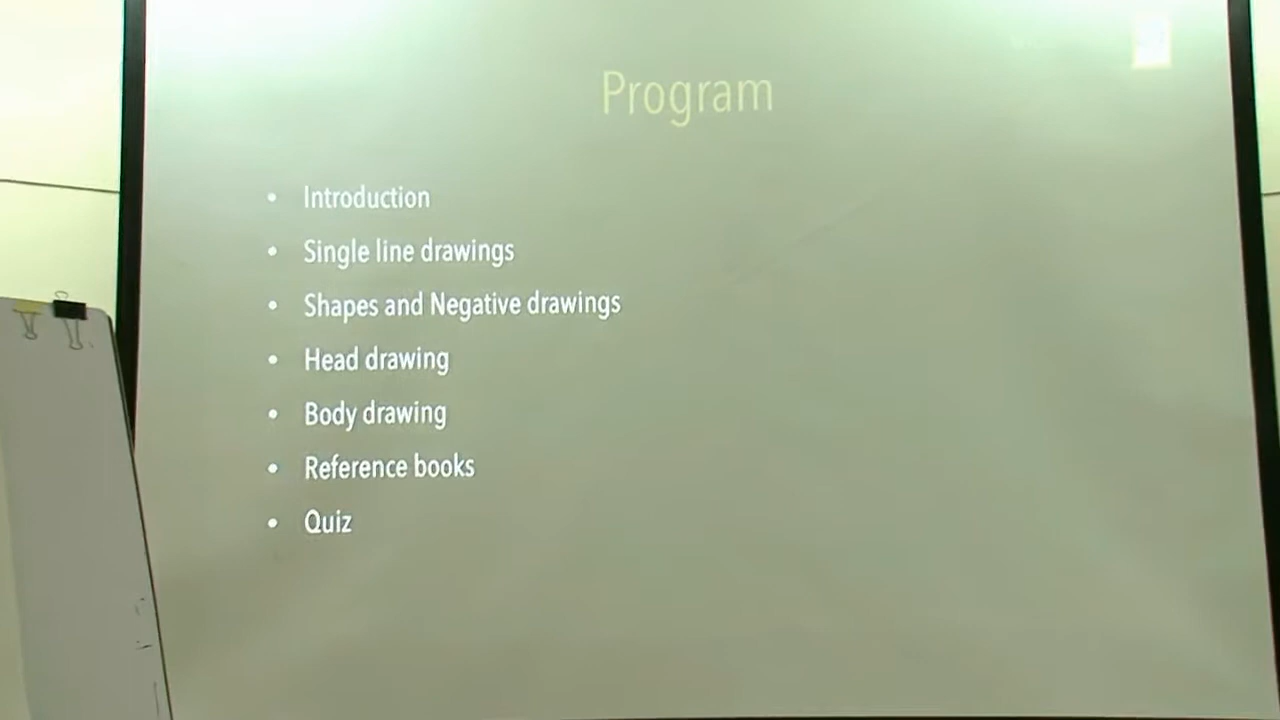 Program
• Introduction
• Single line drawings
• Shapes and Negative drawings
• Head drawing
• Body drawing
• Reference books
• Quiz